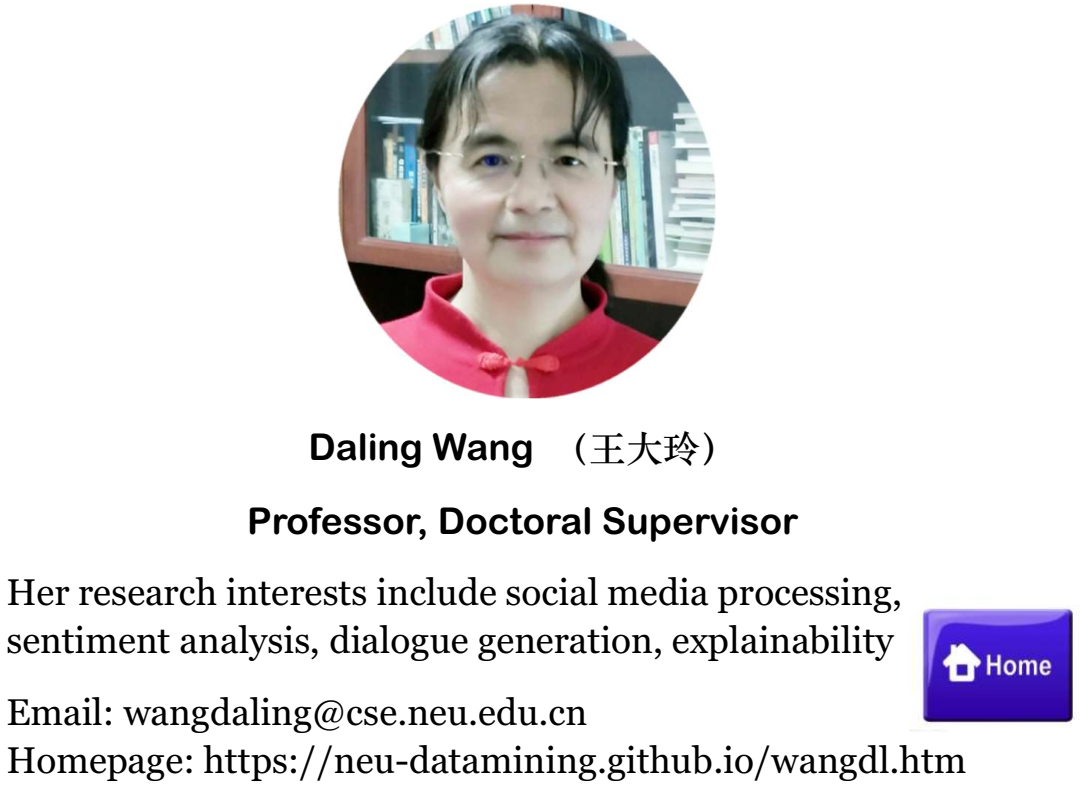 Daling Wang （王大玲）
Professor, Doctoral Supervisor
Her research interests include social media processing,
sentiment analysis, dialogue generation, explainability
Home
Email: wangdaling@cse.neu.edu.cn
Homepage: https://neu-datamining.github.io/wangdl.htm